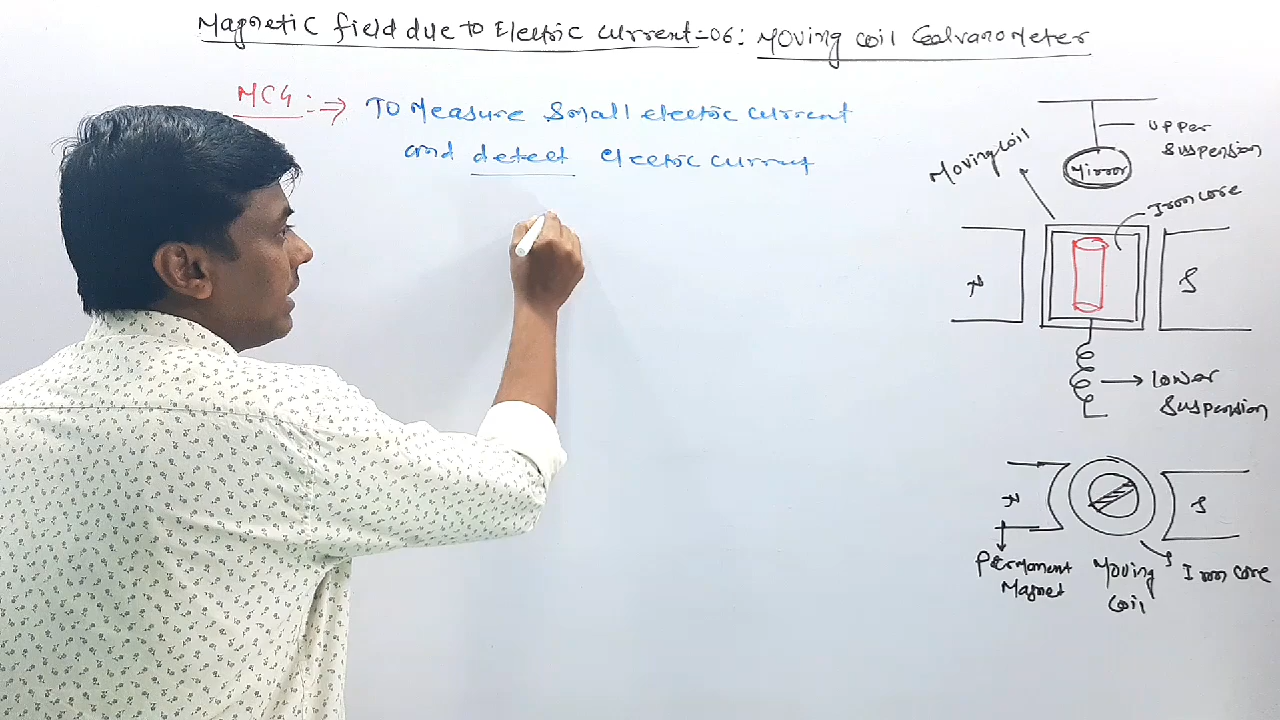 Magnetic field due to Electric current-06: Moving coil Galvanometer
MCG :→ To Measure Small electric current
and detect electric current
Upper
Suspension
Mirror
Moving coil
Iron core
N
S
Lower
Suspension
N
S
Permanent
Magnet
Moving
coil
Iron core